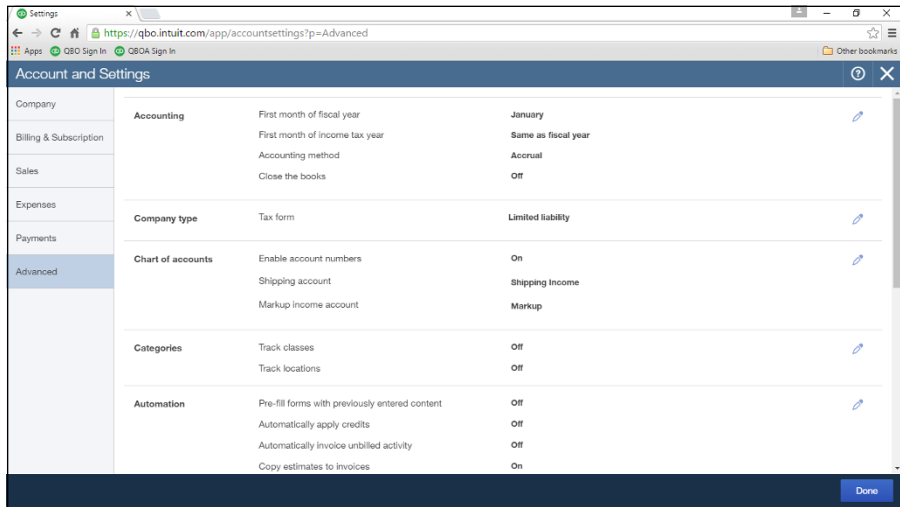 Settings
https://qbo.intuit.com/app/accountsettings?p=Advanced
Apps QBO Sign In QBOA Sign In Other bookmarks
Account and Settings
Company
Billing & Subscription
Sales
Expenses
Payments
Advanced
Accounting First month of fiscal year January
First month of income tax year Same as fiscal year
Accounting method Accrual
Close the books Off
Company type Tax form Limited liability
Chart of accounts Enable account numbers On
Shipping account Shipping Income
Markup income account Markup
Categories Track classes Off
Track locations Off
Automation Pre-fill forms with previously entered content Off
Automatically apply credits Off
Automatically invoice unbilled activity Off
Copy estimates to invoices On
Done